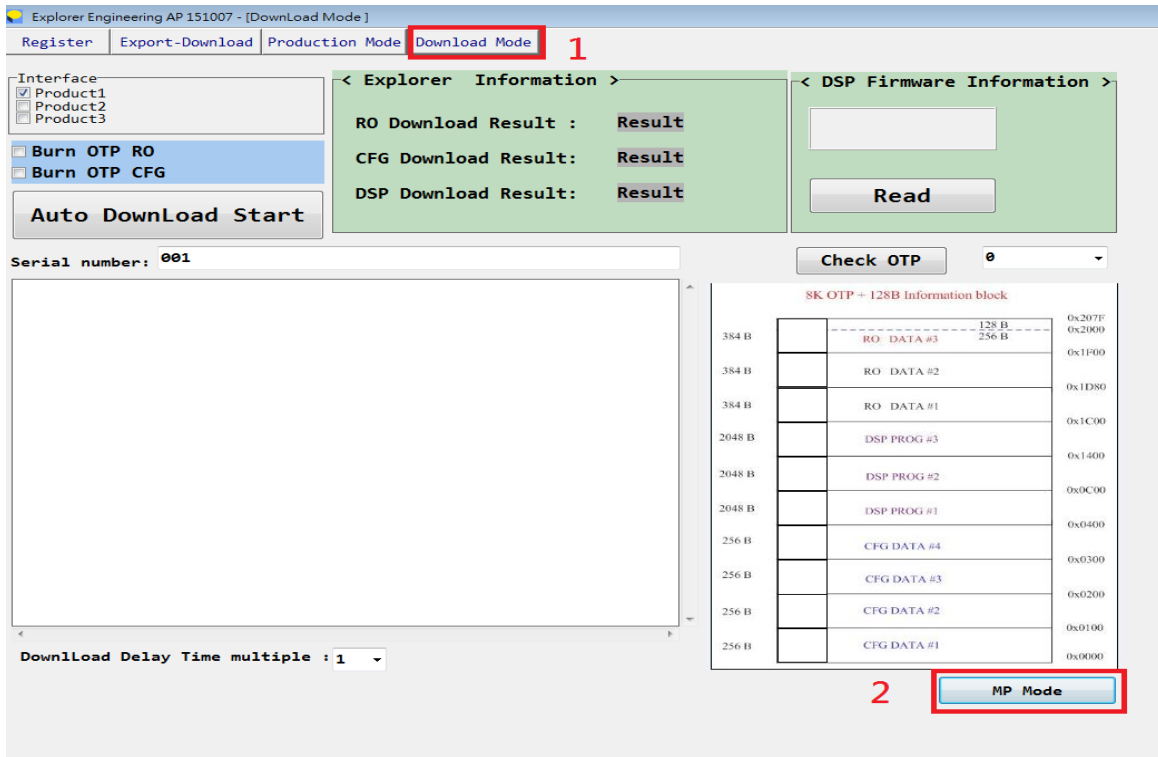 Explorer Engineering AP 151007 - [DownLoad Mode ]
Register Export-Download Production Mode Download Mode
1
Interface
Product1
Product2
Product3
Burn OTP RO
Burn OTP CFG
Auto DownLoad Start
< Explorer Information >
RO Download Result : Result
CFG Download Result: Result
DSP Download Result: Result
< DSP Firmware Information >
Read
Serial number: 001
Check OTP 0
8K OTP + 128B Information block
0x207F
128 B
0x2000
384 B RO DATA #3 256 B
0x1F00
384 B RO DATA #2
0x1D80
384 B RO DATA #1
0x1C00
2048 B DSP PROG #3
0x1400
2048 B DSP PROG #2
0x0C00
2048 B DSP PROG #1
0x0400
256 B CFG DATA #4
0x0300
256 B CFG DATA #3
0x0200
256 B CFG DATA #2
0x0100
256 B CFG DATA #1
0x0000
DownlLoad Delay Time multiple : 1
2
MP Mode